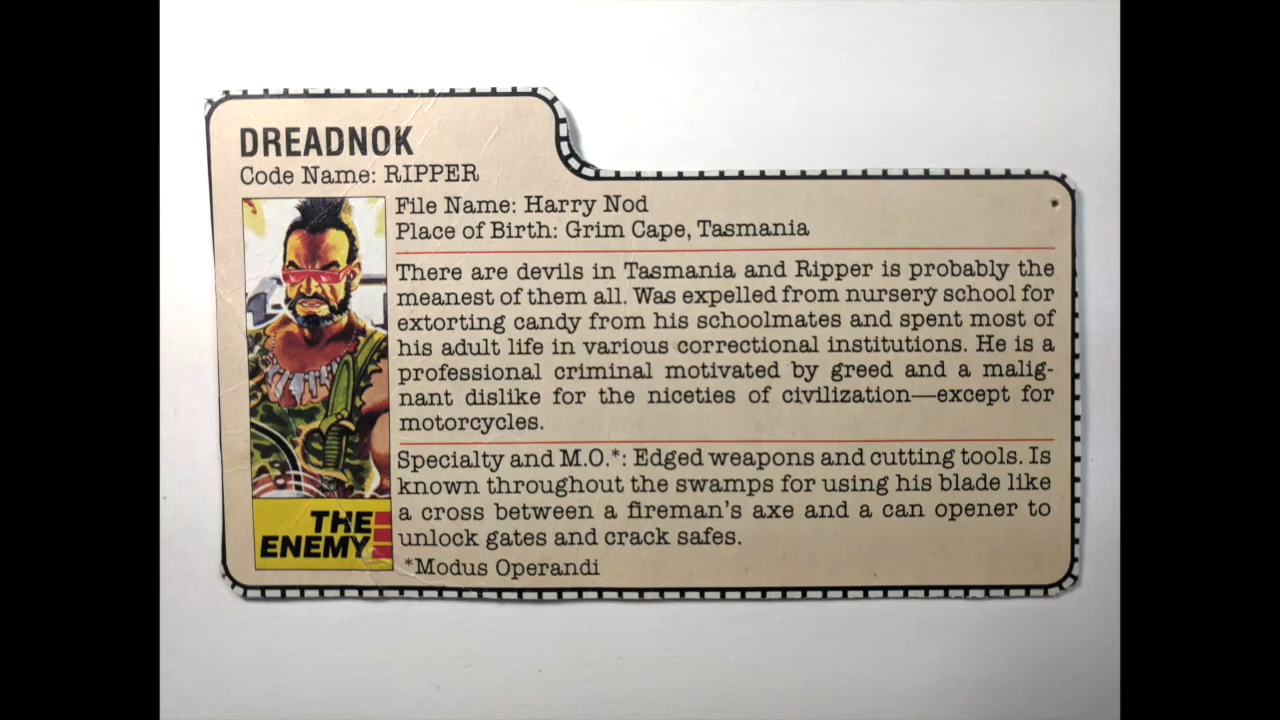 DREADNOK
Code Name: RIPPER
File Name: Harry Nod
Place of Birth: Grim Cape, Tasmania
There are devils in Tasmania and Ripper is probably the
meanest of them all. Was expelled from nursery school for
extorting candy from his schoolmates and spent most of
his adult life in various correctional institutions. He is a
professional criminal motivated by greed and a malig-
nant dislike for the niceties of civilization—except for
motorcycles.
Specialty and M.O.*: Edged weapons and cutting tools. Is
known throughout the swamps for using his blade like
a cross between a fireman's axe and a can opener to
unlock gates and crack safes.
*Modus Operandi
THE
ENEMY